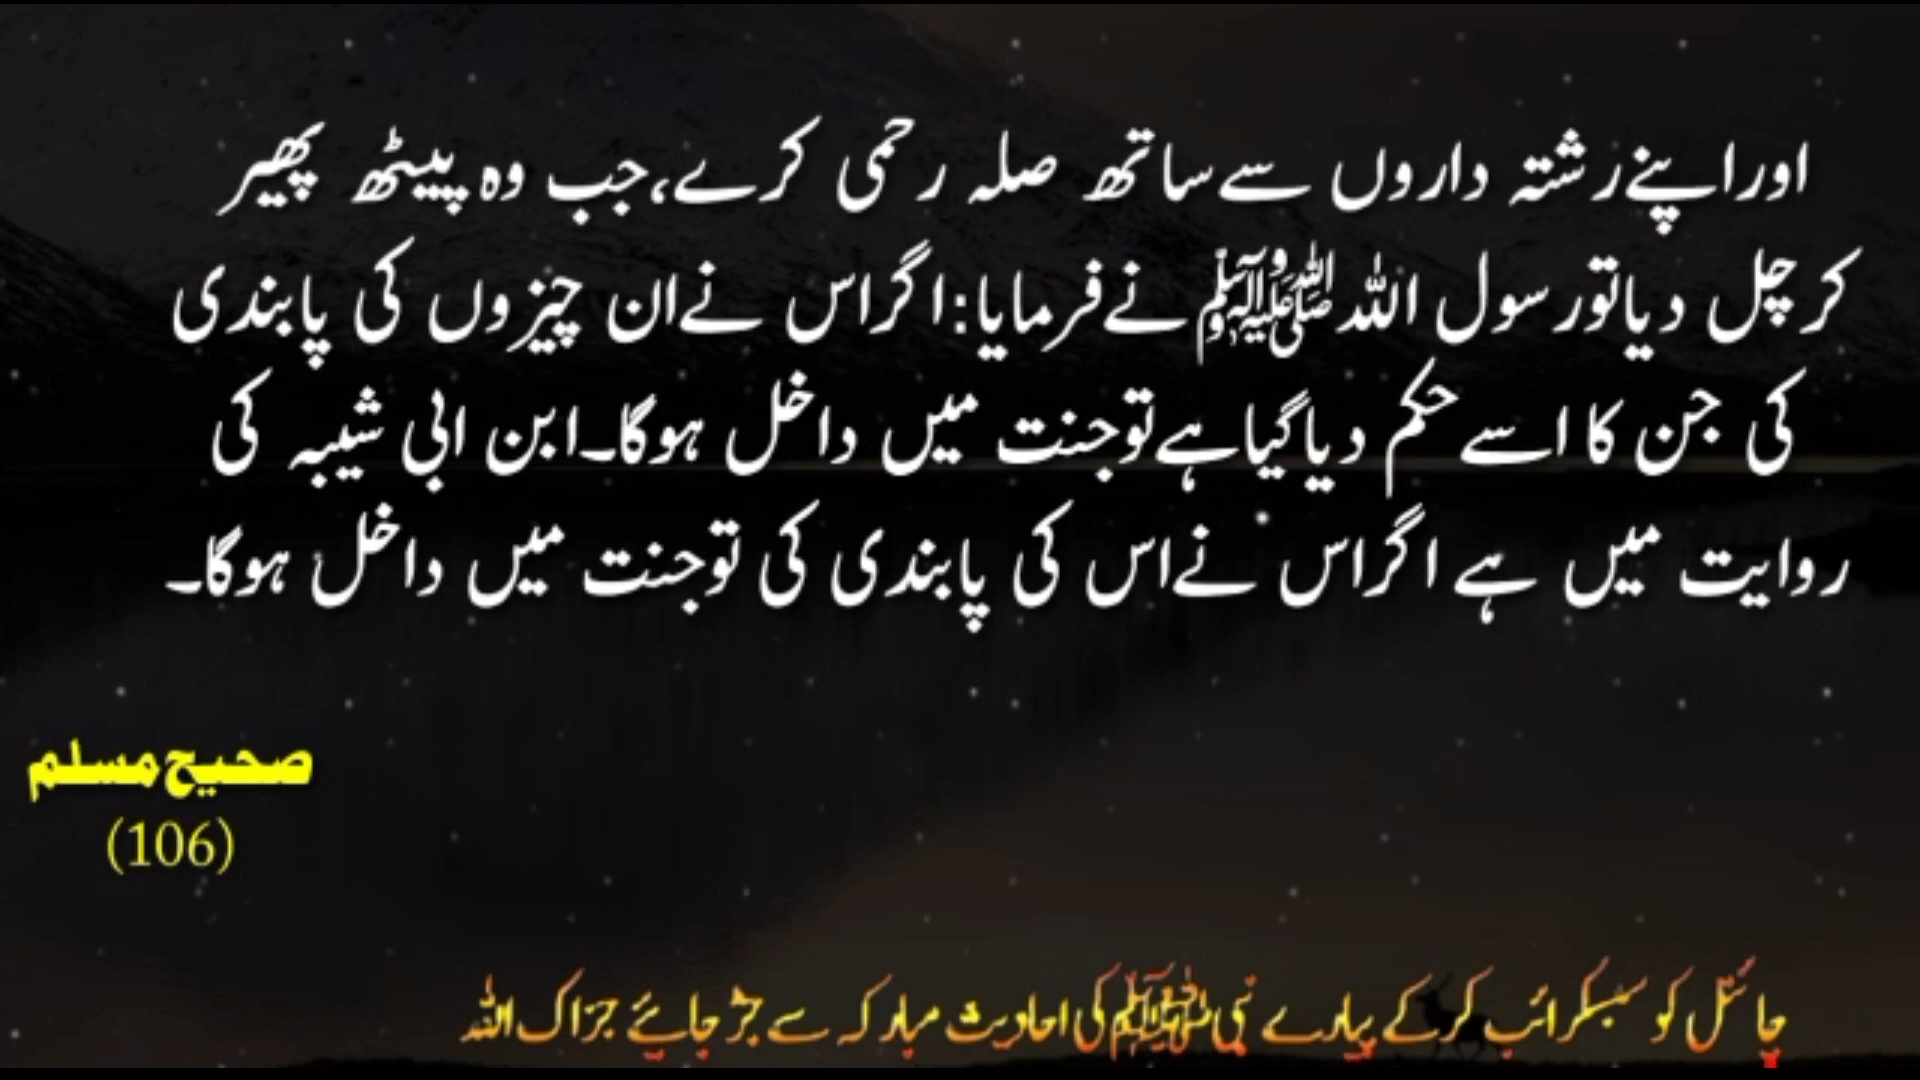 اور اپنے رشتہ داروں سے ساتھ صلہ رحمی کرے، جب وہ پیٹھ پھیر
کر چل دیا تو رسول اللہ ﷺ نے فرمایا: اگر اس نے ان چیزوں کی پابندی
کی جن کا اسے حکم دیا گیا ہے تو جنت میں داخل ہوگا۔ ابن ابی شیبہ کی
روایت میں ہے اگر اس نے اس کی پابندی کی تو جنت میں داخل ہوگا۔
صحیح مسلم
(106)
چائنل کو سبسکرائب کر کے پیارے نبی ﷺ کی احادیث مبارکہ سے جڑ جائیے جزاک اللہ